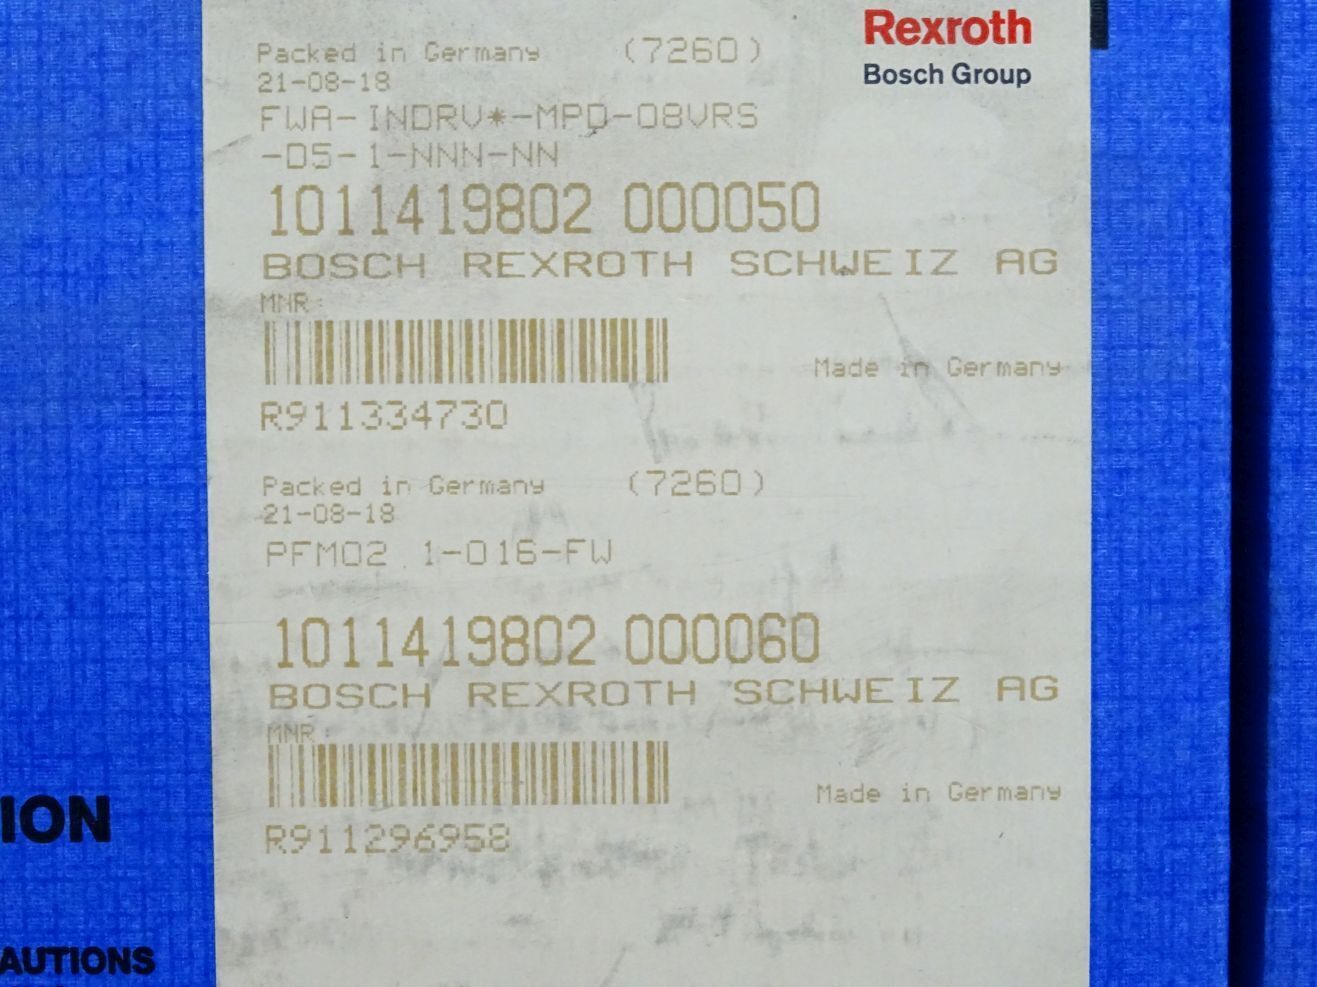 Rexroth
Bosch Group
Packed in Germany (7260)
21-08-18
FWA-INDRV*-MPD-08VRS
-D5-1-NNN-NN
1011419802 000050
BOSCH REXROTH SCHWEIZ AG
MNR:
Made in Germany
R911334730
Packed in Germany (7260)
21-08-18
PFM02.1-016-FW
1011419802 000060
BOSCH REXROTH SCHWEIZ AG
MNR:
Made in Germany
R911296958
ION
AUTIONS